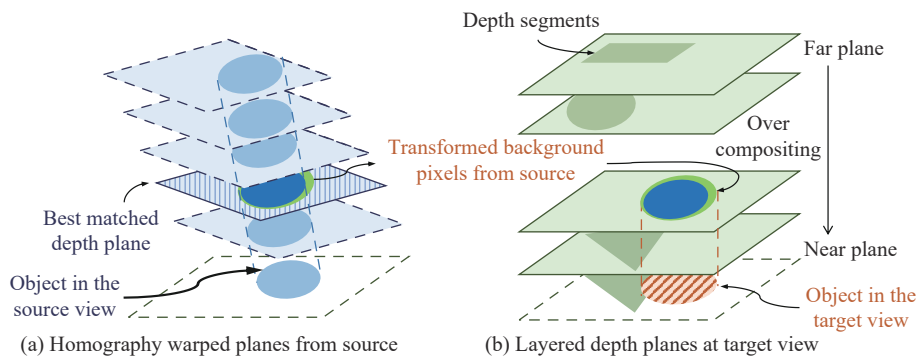 Depth segments
Far plane
Over
compositing
Transformed background
pixels from source
Best matched
depth plane
Near plane
Object in the
source view
Object in the
target view
(a) Homography warped planes from source
(b) Layered depth planes at target view